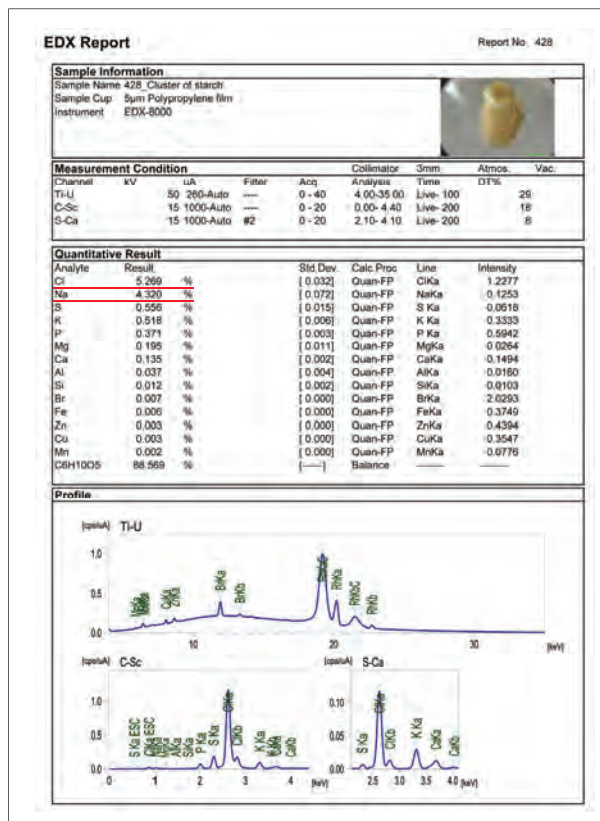 EDX Report Report No. 428
Sample Information
Sample Name 428_Cluster of starch
Sample Cup 5µm Polypropylene film
Instrument EDX-8000
Measurement Condition Collimator 3mm Atmos. Vac.
Channel kV uA Filter Acq. Analysis Time DT%
Ti-U 50 260-Auto ---- 0 - 40 4.00-35.00 Live- 100 29
C-Sc 15 1000-Auto ---- 0 - 20 0.00- 4.40 Live- 200 18
S-Ca 15 1000-Auto #2 0 - 20 2.10- 4.10 Live- 200
Quantitative Result
Analyte Result Std.Dev. Calc.Proc Line Intensity
Cl 5.269 % [ 0.032] Quan-FP ClKa 1.2277
Na 4.320 % [ 0.072] Quan-FP NaKa 0.1253
S 0.556 % [ 0.015] Quan-FP S Ka 0.0618
K 0.518 % [ 0.006] Quan-FP K Ka 0.3333
P 0.371 % [ 0.003] Quan-FP P Ka 0.5942
Mg 0.195 % [ 0.011] Quan-FP MgKa 0.0264
Ca 0.135 % [ 0.002] Quan-FP CaKa 0.1494
Al 0.037 % [ 0.004] Quan-FP AlKa 0.0160
Si 0.012 % [ 0.002] Quan-FP SiKa 0.0103
Br 0.007 % [ 0.000] Quan-FP BrKa 2.0293
Fe 0.006 % [ 0.000] Quan-FP FeKa 0.3749
Zn 0.003 % [ 0.000] Quan-FP ZnKa 0.4394
Cu 0.003 % [ 0.000] Quan-FP CuKa 0.3547
Mn 0.002 % [ 0.000] Quan-FP MnKa 0.0776
C6H10O5 88.569 % [-----] Balance ------ ------
Profile
[cps/uA] Ti-U
1.0
0.5
0.0
CuKa ZnKa BrKa BrKb RhKa RhKbC RhKb
10 20 30 [keV]
[cps/uA] C-Sc
1.0
0.5
0.0
S Ka ESC AlKa SiKa P Ka S Ka ClKa ClKb K Ka CaKb
0 2 4 [keV]
[cps/uA] S-Ca
0.10
0.05
0.00
S Ka ClKa ClKb K Ka CaKa CaKb
2.5 3.0 3.5 4.0 [keV]